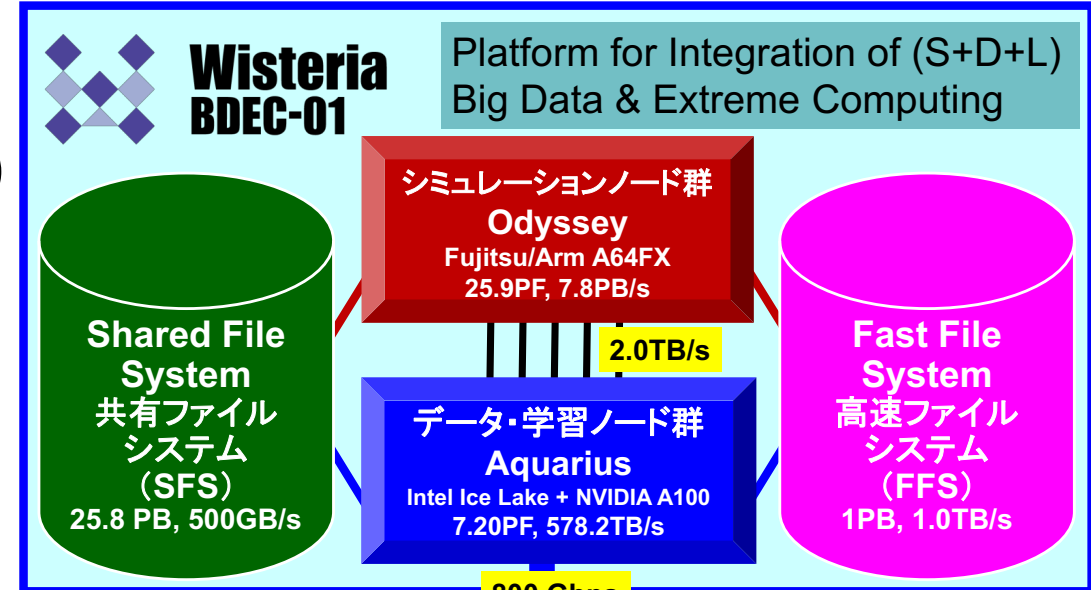 Wisteria
BDEC-01
Platform for Integration of (S+D+L)
Big Data & Extreme Computing
シミュレーションノード群
Odyssey
Fujitsu/Arm A64FX
25.9PF, 7.8PB/s
2.0TB/s
Shared File
System
共有ファイル
システム
(SFS)
25.8 PB, 500GB/s
データ・学習ノード群
Aquarius
Intel Ice Lake + NVIDIA A100
7.20PF, 578.2TB/s
Fast File
System
高速ファイル
システム
(FFS)
1PB, 1.0TB/s
800 Gbps